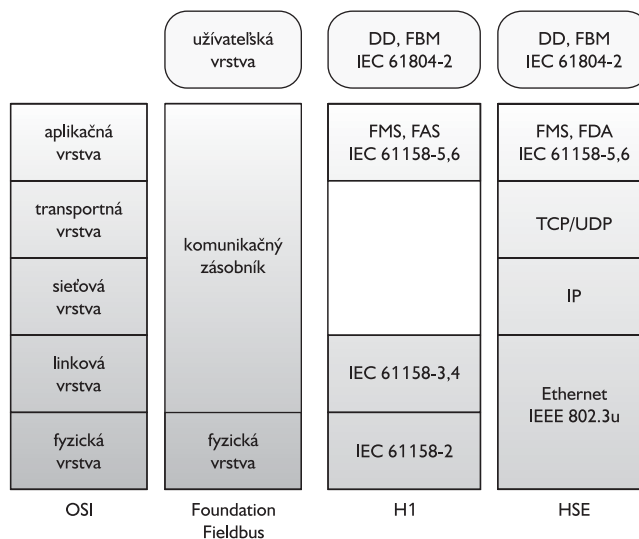 užívateľská
vrstva
DD, FBM
IEC 61804-2
DD, FBM
IEC 61804-2
aplikačná
vrstva
FMS, FAS
IEC 61158-5,6
FMS, FDA
IEC 61158-5,6
transportná
vrstva
TCP/UDP
komunikačný
zásobník
sieťová
vrstva
IP
linková
vrstva
IEC 61158-3,4
Ethernet
IEEE 802.3u
fyzická
vrstva
fyzická
vrstva
IEC 61158-2
OSI
Foundation
Fieldbus
H1
HSE